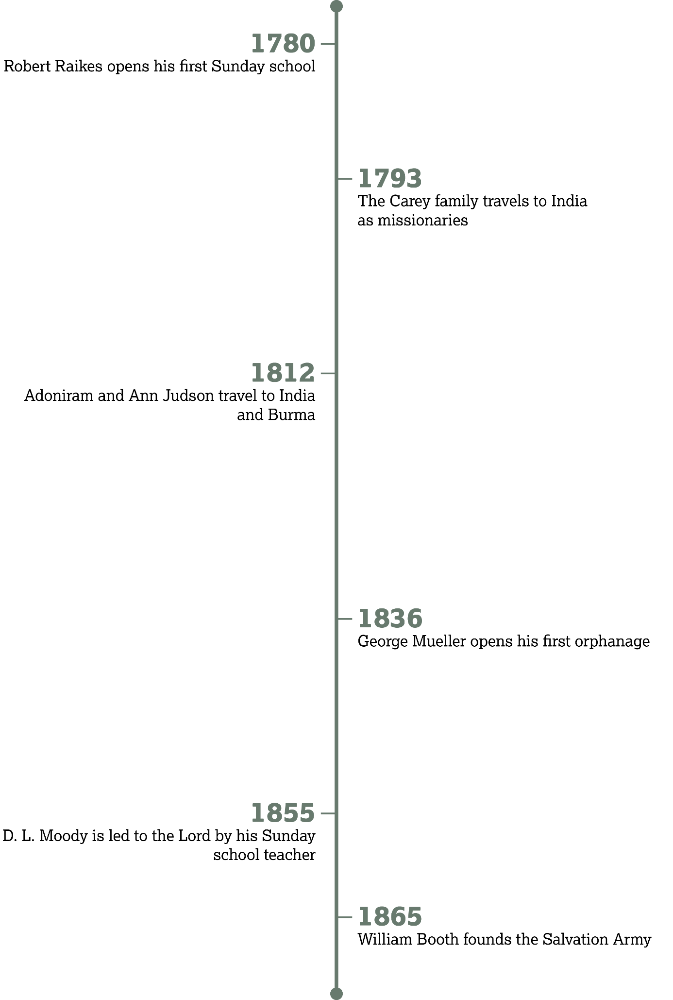 1780
Robert Raikes opens his first Sunday school
1793
The Carey family travels to India
as missionaries
1812
Adoniram and Ann Judson travel to India
and Burma
1836
George Mueller opens his first orphanage
1855
D. L. Moody is led to the Lord by his Sunday
school teacher
1865
William Booth founds the Salvation Army